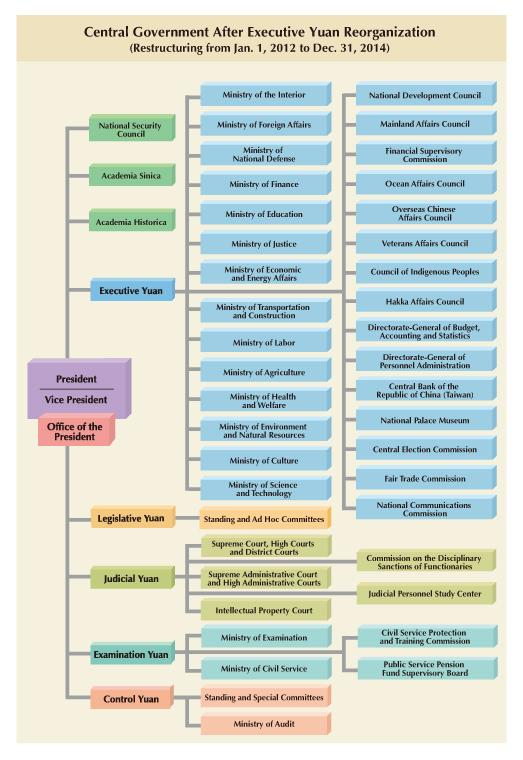 Central Government After Executive Yuan Reorganization
(Restructuring from Jan. 1, 2012 to Dec. 31, 2014)
President
Vice President
Office of the
President
National Security
Council
Academia Sinica
Academia Historica
Executive Yuan
Ministry of the Interior
Ministry of Foreign Affairs
Ministry of
National Defense
Ministry of Finance
Ministry of Education
Ministry of Justice
Ministry of Economic
and Energy Affairs
Ministry of Transportation
and Construction
Ministry of Labor
Ministry of Agriculture
Ministry of Health
and Welfare
Ministry of Environment
and Natural Resources
Ministry of Culture
Ministry of Science
and Technology
National Development Council
Mainland Affairs Council
Financial Supervisory
Commission
Ocean Affairs Council
Overseas Chinese
Affairs Council
Veterans Affairs Council
Council of Indigenous Peoples
Hakka Affairs Council
Directorate-General of Budget,
Accounting and Statistics
Directorate-General of
Personnel Administration
Central Bank of the
Republic of China (Taiwan)
National Palace Museum
Central Election Commission
Fair Trade Commission
National Communications
Commission
Legislative Yuan
Standing and Ad Hoc Committees
Judicial Yuan
Supreme Court, High Courts
and District Courts
Supreme Administrative Court
and High Administrative Courts
Intellectual Property Court
Commission on the Disciplinary
Sanctions of Functionaries
Judicial Personnel Study Center
Examination Yuan
Ministry of Examination
Ministry of Civil Service
Civil Service Protection
and Training Commission
Public Service Pension
Fund Supervisory Board
Control Yuan
Standing and Special Committees
Ministry of Audit